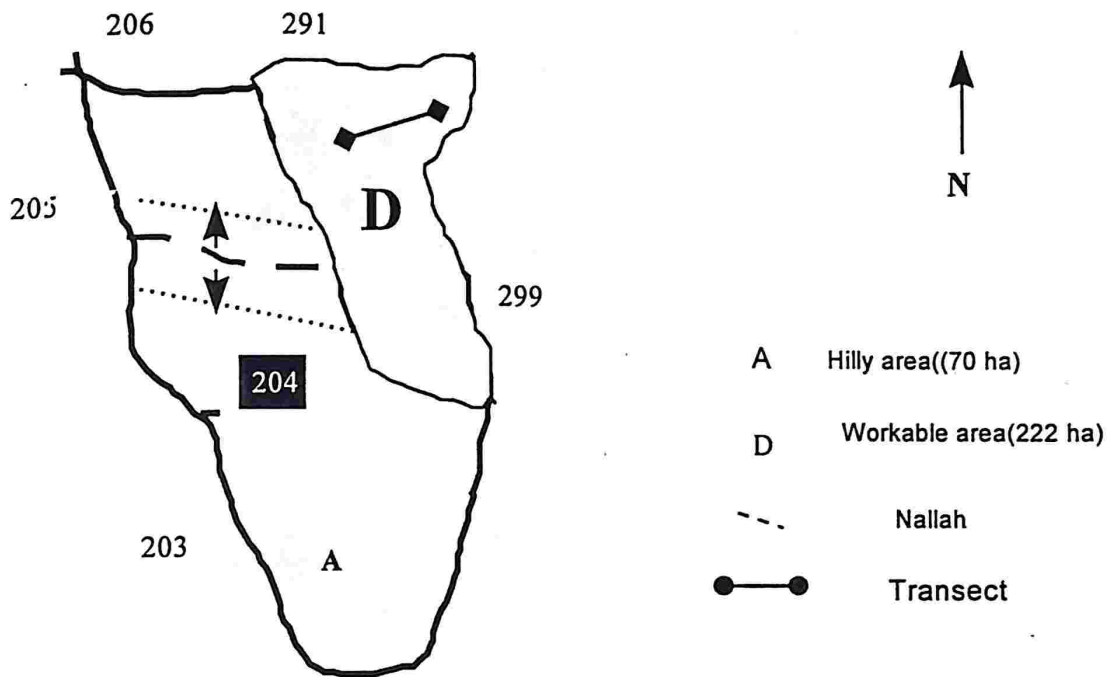 206
291
N
205
D
299
204
203
A
A Hilly area((70 ha)
D Workable area(222 ha)
Nallah
Transect